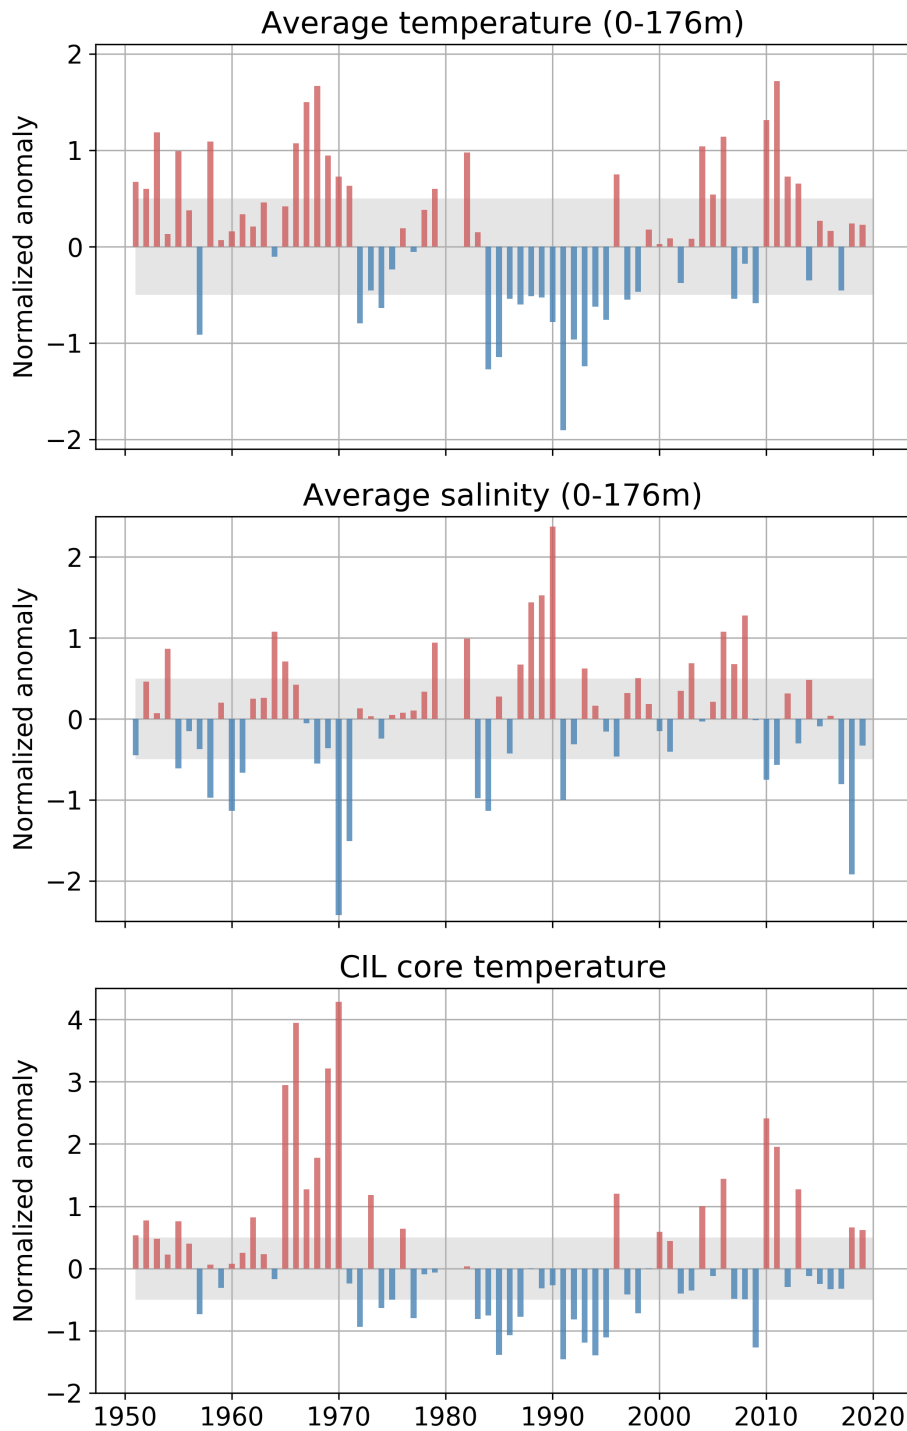 Average temperature (0-176m)
Normalized anomaly
2
1
0
−1
−2
Average salinity (0-176m)
Normalized anomaly
2
1
0
−1
−2
CIL core temperature
Normalized anomaly
4
3
2
1
0
−1
−2
1950 1960 1970 1980 1990 2000 2010 2020